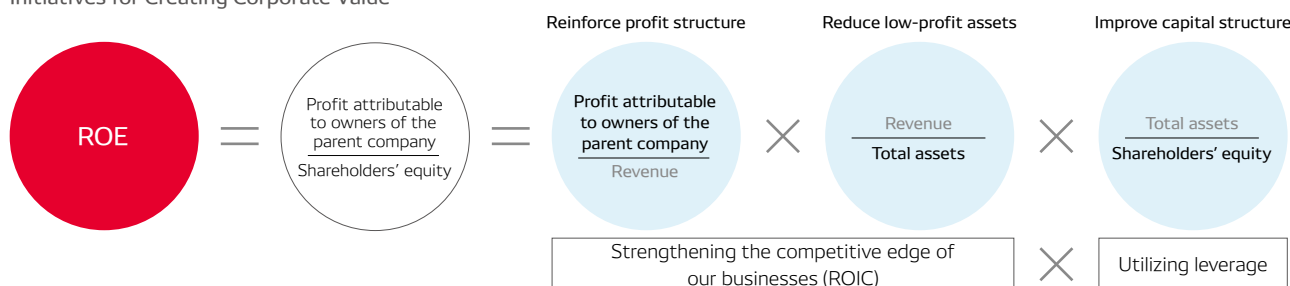 Initiatives for Creating Corporate Value
Reinforce profit structure
Reduce low-profit assets
Improve capital structure
ROE
=
Profit attributable
to owners of the
parent company
Shareholders’ equity
=
Profit attributable
to owners of the
parent company
Revenue
×
Revenue
Total assets
×
Total assets
Shareholders’ equity
Strengthening the competitive edge of
our businesses (ROIC)
×
Utilizing leverage